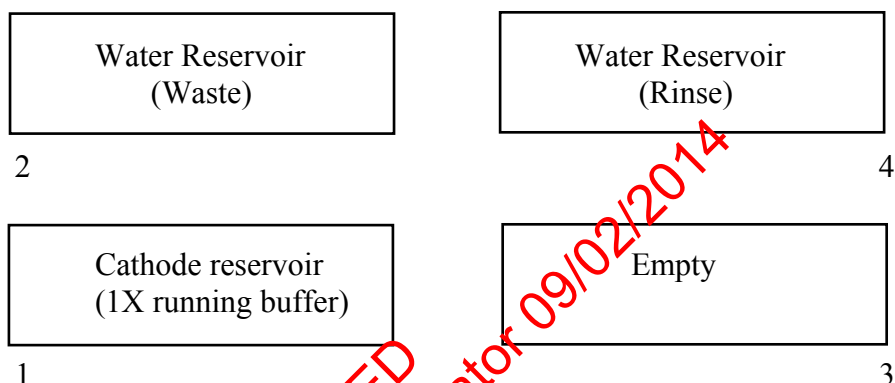 Water Reservoir
(Waste)
Water Reservoir
(Rinse)
2
4
Cathode reservoir
(1X running buffer)
Empty
1
3
09/02/2014